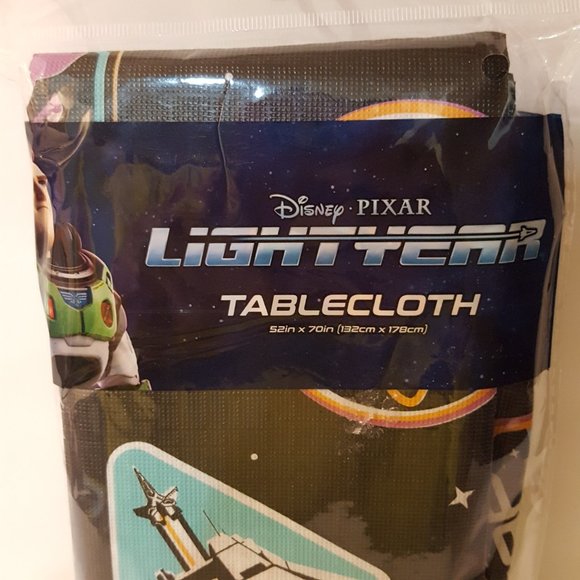 Disney · PIXAR
LIGHTYEAR
TABLECLOTH
52in x 70in (132cm x 178cm)